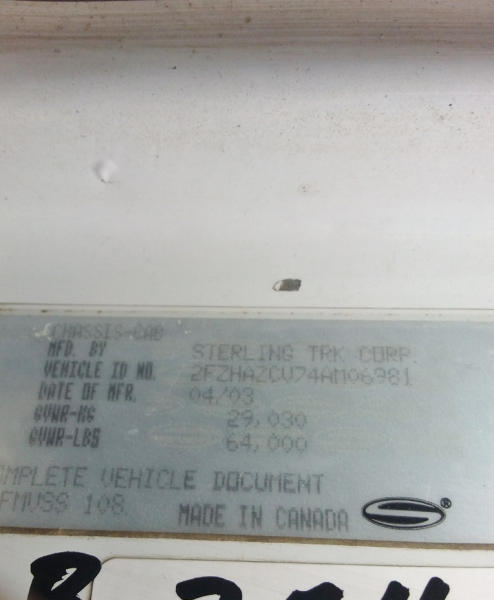 CHASSIS-CAB
MFD. BY STERLING TRK CORP.
VEHICLE ID NO. 2FZHAZCV74AM06981
DATE OF MFR. 04/03
GVWR-KG 29,030
GVWR-LBS 64,000
OMPLETE VEHICLE DOCUMENT
FMVSS 108.
MADE IN CANADA ®